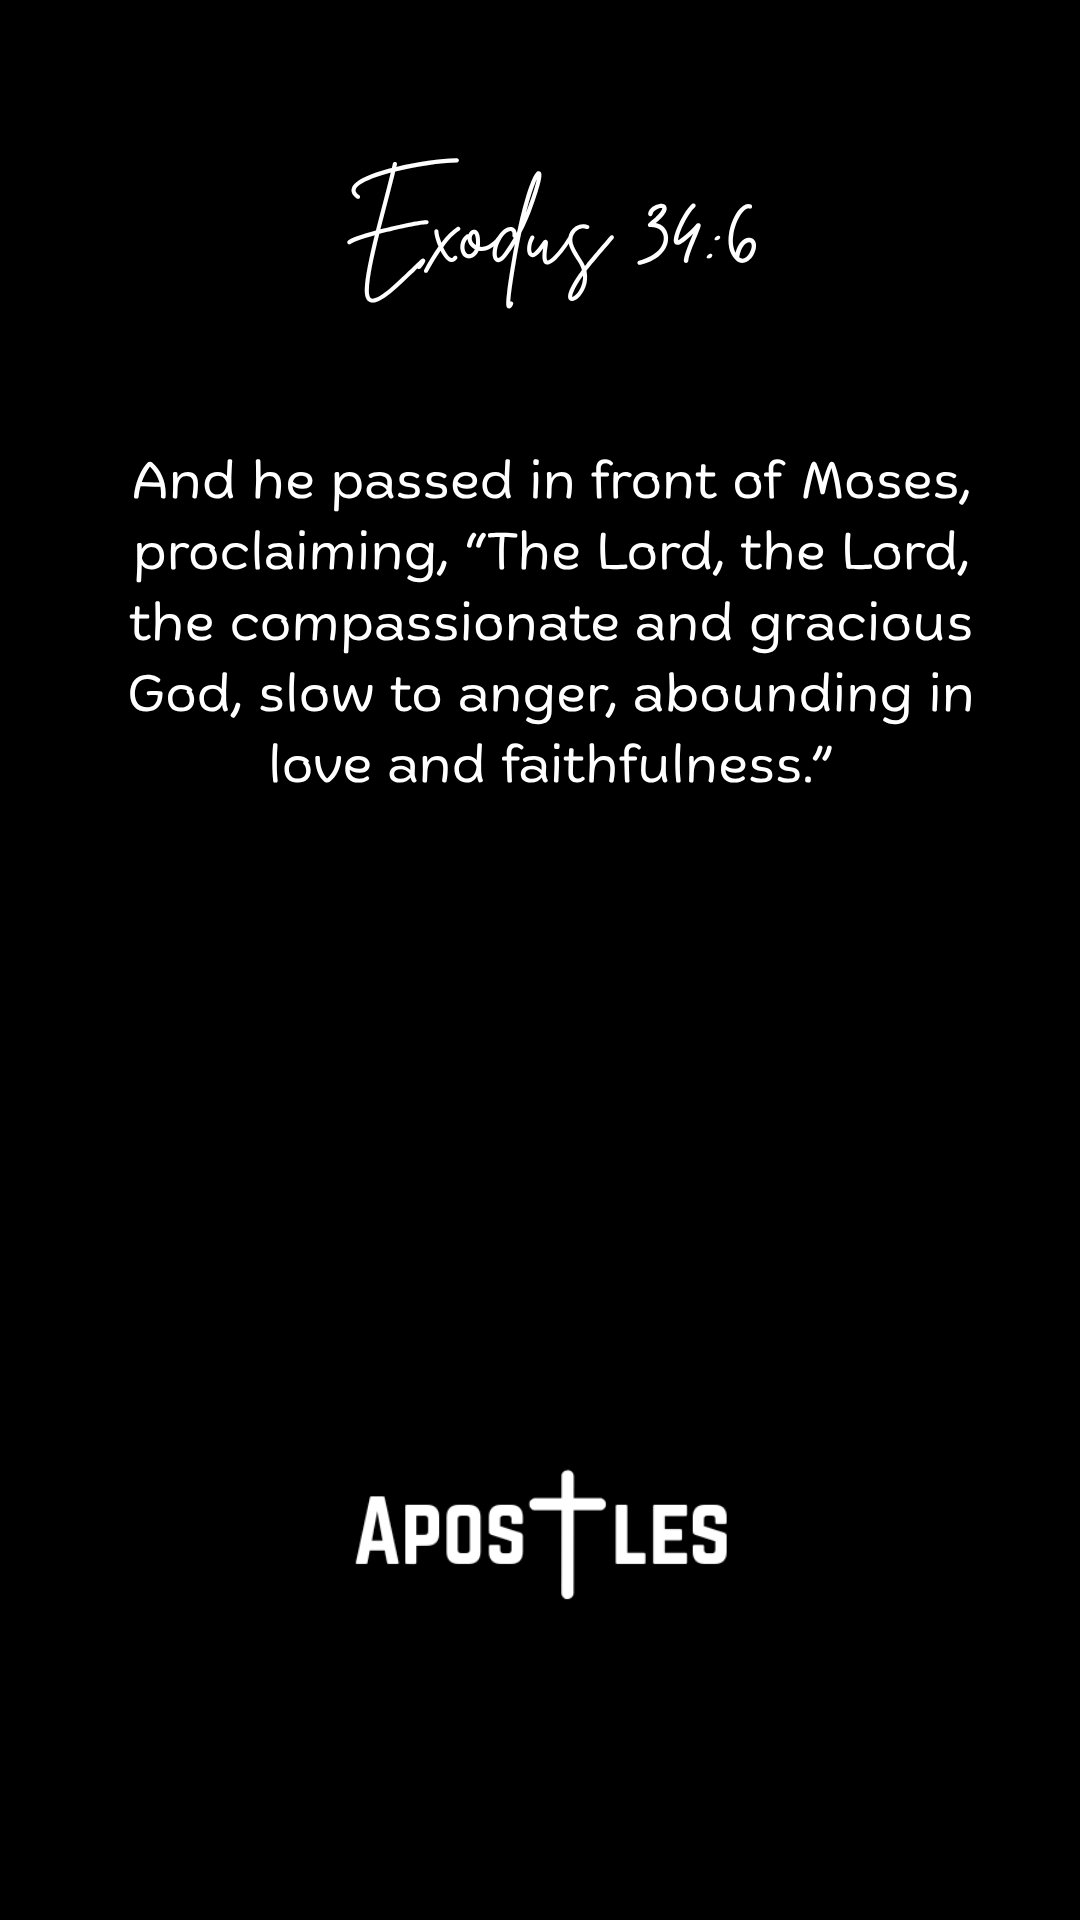 Exodus 34:6
And he passed in front of Moses,
proclaiming, “The Lord, the Lord,
the compassionate and gracious
God, slow to anger, abounding in
love and faithfulness.”
APOSTLES